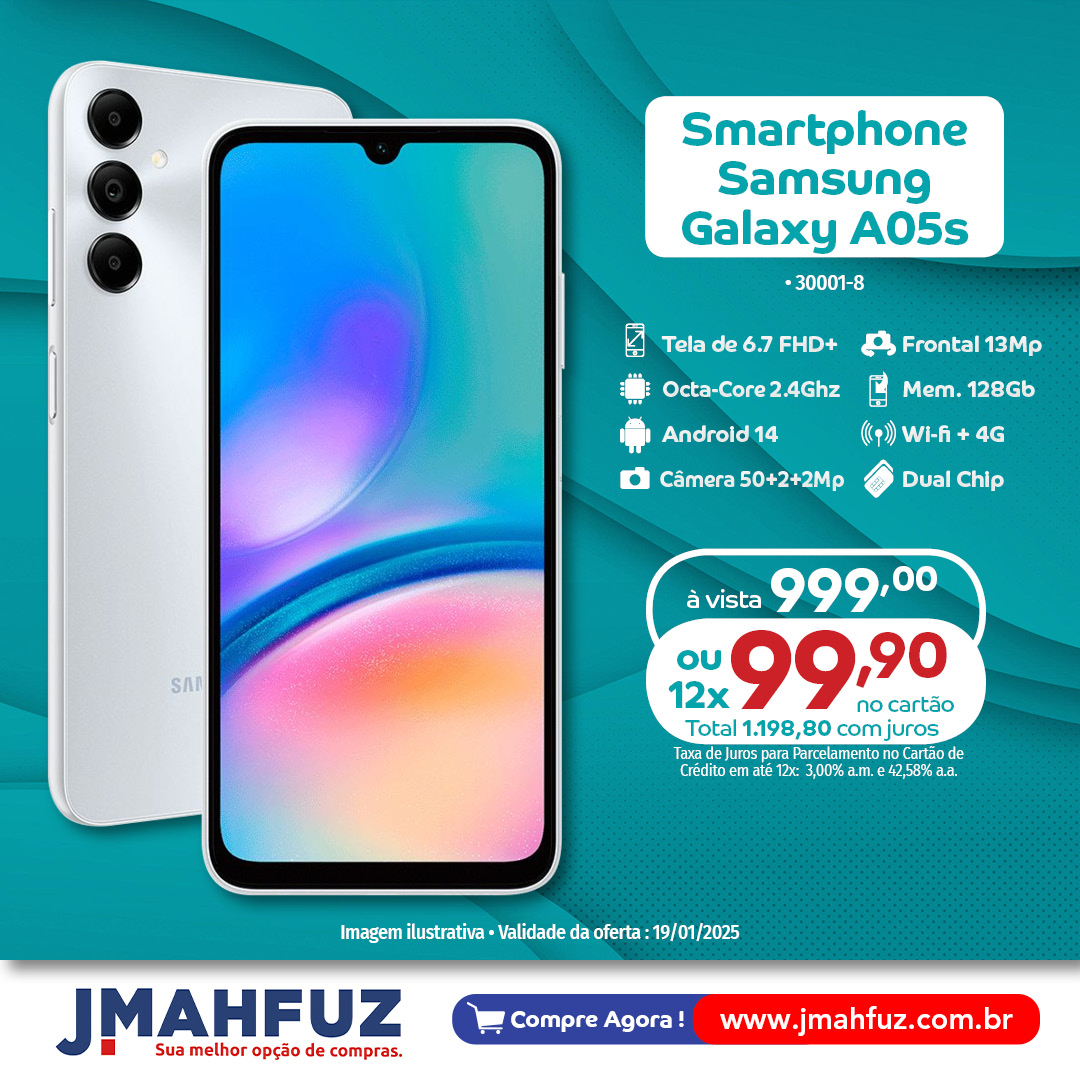 Smartphone
Samsung
Galaxy A05s
• 30001-8
Tela de 6.7 FHD+
Frontal 13Mp
Octa-Core 2.4Ghz
Mem. 128Gb
Android 14
Wi-fi + 4G
Câmera 50+2+2Mp
Dual Chip
à vista 999,00
ou 12x 99,90 no cartão
Total 1.198,80 com juros
Taxa de Juros para Parcelamento no Cartão de
Crédito em até 12x: 3,00% a.m. e 42,58% a.a.
SAM
Imagem ilustrativa • Validade da oferta : 19/01/2025
JMAHFUZ
Sua melhor opção de compras.
Compre Agora !
www.jmahfuz.com.br